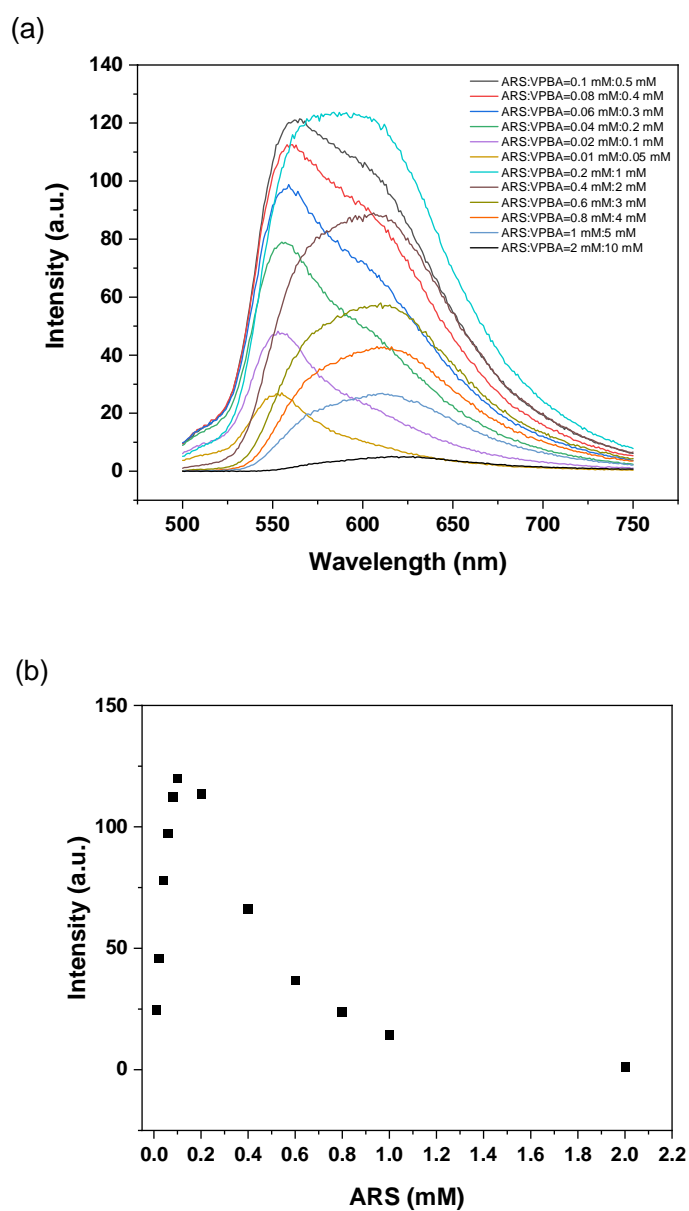 (a)
140
120
100
80
60
40
20
0
Intensity (a.u.)
ARS:VPBA=0.1 mM:0.5 mM
ARS:VPBA=0.08 mM:0.4 mM
ARS:VPBA=0.06 mM:0.3 mM
ARS:VPBA=0.04 mM:0.2 mM
ARS:VPBA=0.02 mM:0.1 mM
ARS:VPBA=0.01 mM:0.05 mM
ARS:VPBA=0.2 mM:1 mM
ARS:VPBA=0.4 mM:2 mM
ARS:VPBA=0.6 mM:3 mM
ARS:VPBA=0.8 mM:4 mM
ARS:VPBA=1 mM:5 mM
ARS:VPBA=2 mM:10 mM
500 550 600 650 700 750
Wavelength (nm)
(b)
150
100
50
0
Intensity (a.u.)
0.0 0.2 0.4 0.6 0.8 1.0 1.2 1.4 1.6 1.8 2.0 2.2
ARS (mM)